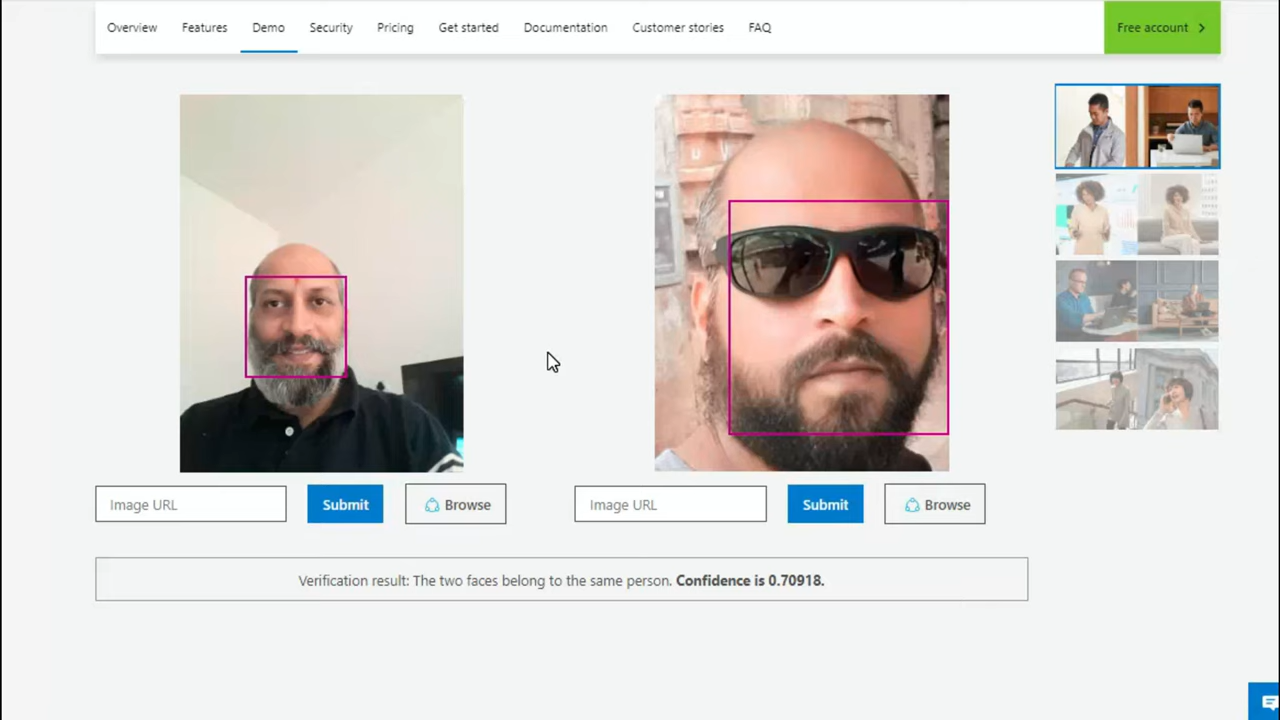 Overview Features Demo Security Pricing Get started Documentation Customer stories FAQ Free account
Image URL Submit Browse Image URL Submit Browse
Verification result: The two faces belong to the same person. Confidence is 0.70918.